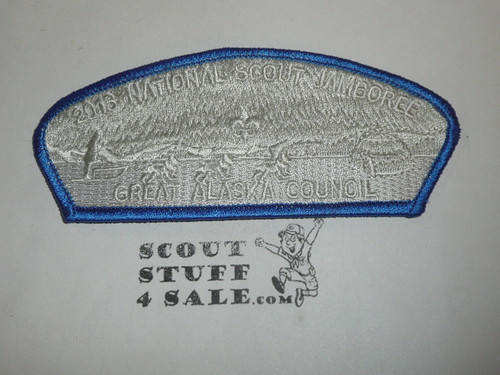 2013 NATIONAL SCOUT JAMBOREE
GREAT ALASKA COUNCIL
SCOUT
STUFF
4 SALE.COM